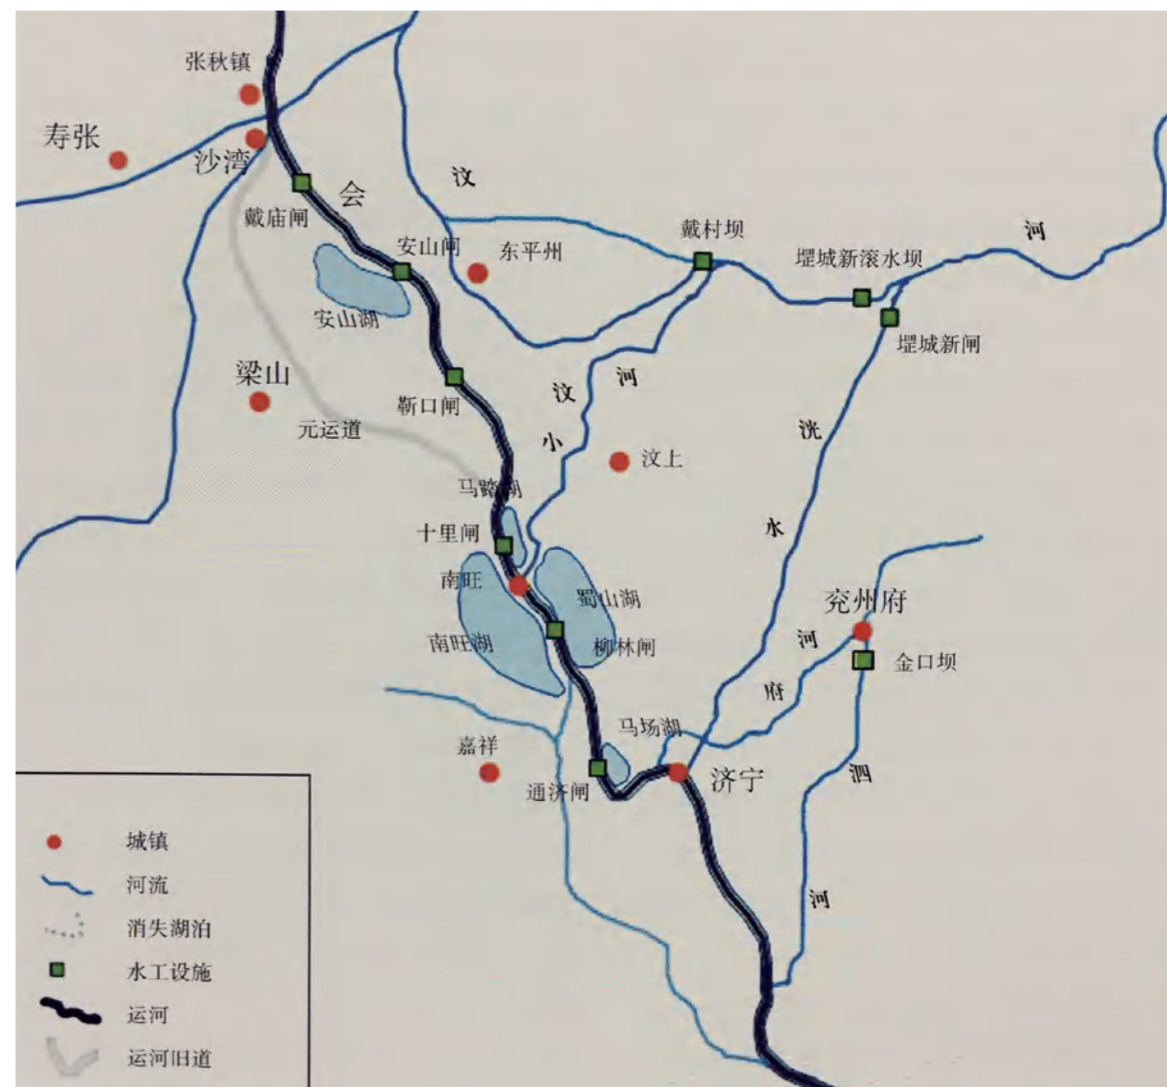 张秋镇
寿张
沙湾
戴庙闸
会
汶
安山闸
东平州
戴村坝
堽城新滚水坝
河
安山湖
堽城新闸
梁山
靳口闸
汶
河
元运道
小
汶上
洸
马踏湖
十里闸
水
南旺
蜀山湖
兖州府
南旺湖
柳林闸
河
金口坝
府
马场湖
嘉祥
通济闸
济宁
泗
河
城镇
河流
消失湖泊
水工设施
运河
运河旧道